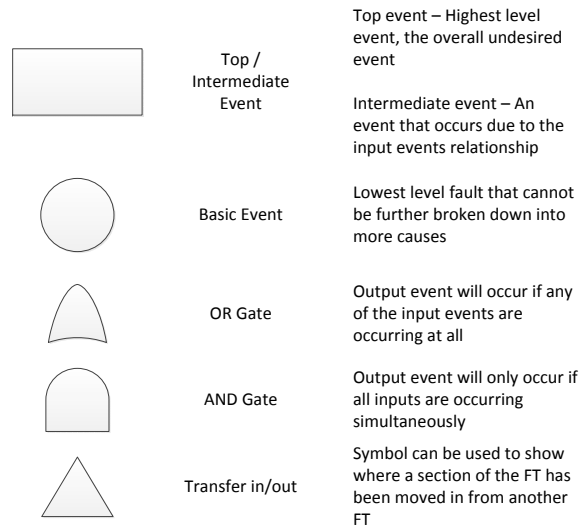 Top event – Highest level
event, the overall undesired
event
Top /
Intermediate
Event
Intermediate event – An
event that occurs due to the
input events relationship
Basic Event
Lowest level fault that cannot
be further broken down into
more causes
OR Gate
Output event will occur if any
of the input events are
occurring at all
AND Gate
Output event will only occur if
all inputs are occurring
simultaneously
Transfer in/out
Symbol can be used to show
where a section of the FT has
been moved in from another
FT